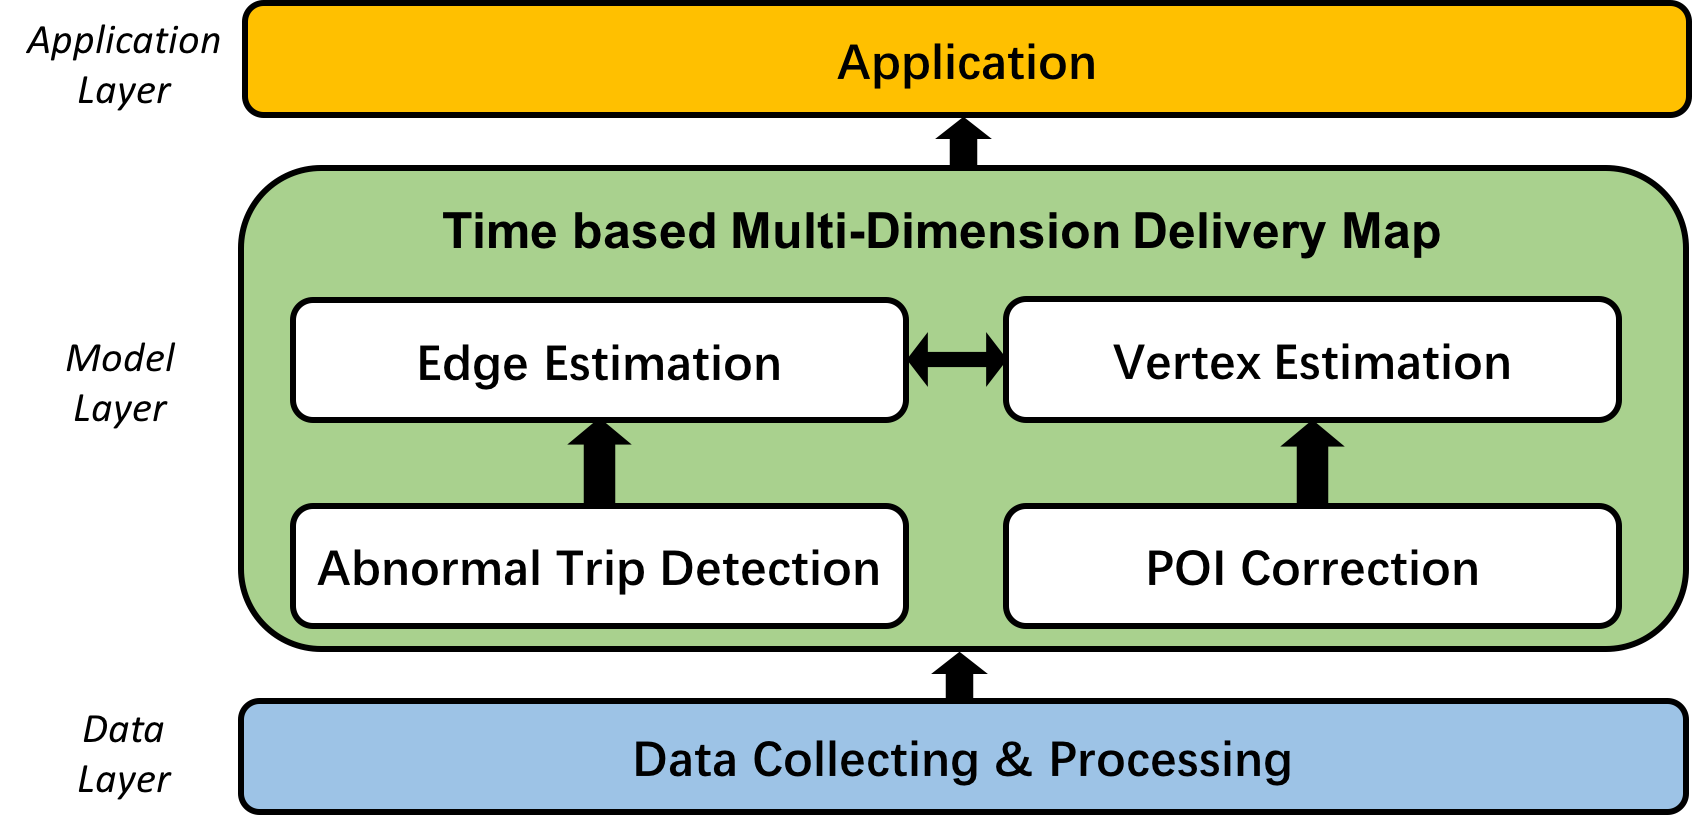 Application
Layer
Application
Time based Multi-Dimension Delivery Map
Model
Layer
Edge Estimation
Vertex Estimation
Abnormal Trip Detection
POI Correction
Data
Layer
Data Collecting & Processing